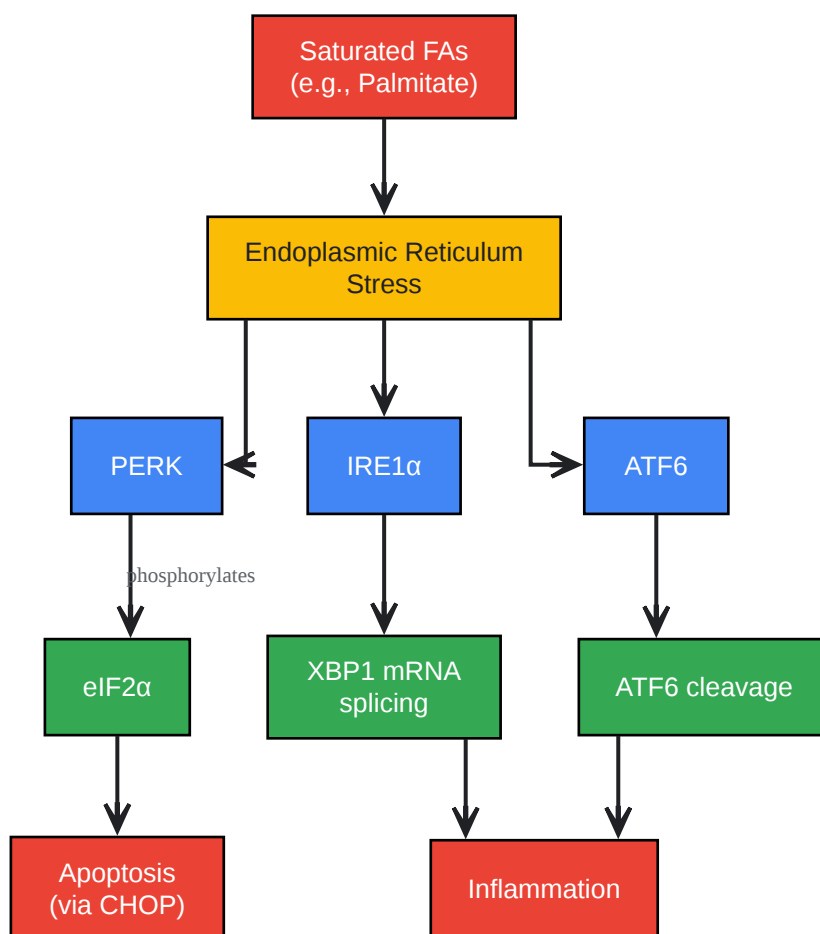 Saturated FAs
(e.g., Palmitate)
Endoplasmic Reticulum
Stress
PERK
IRE1α
ATF6
phosphorylates
eIF2α
XBP1 mRNA
splicing
ATF6 cleavage
Apoptosis
(via CHOP)
Inflammation